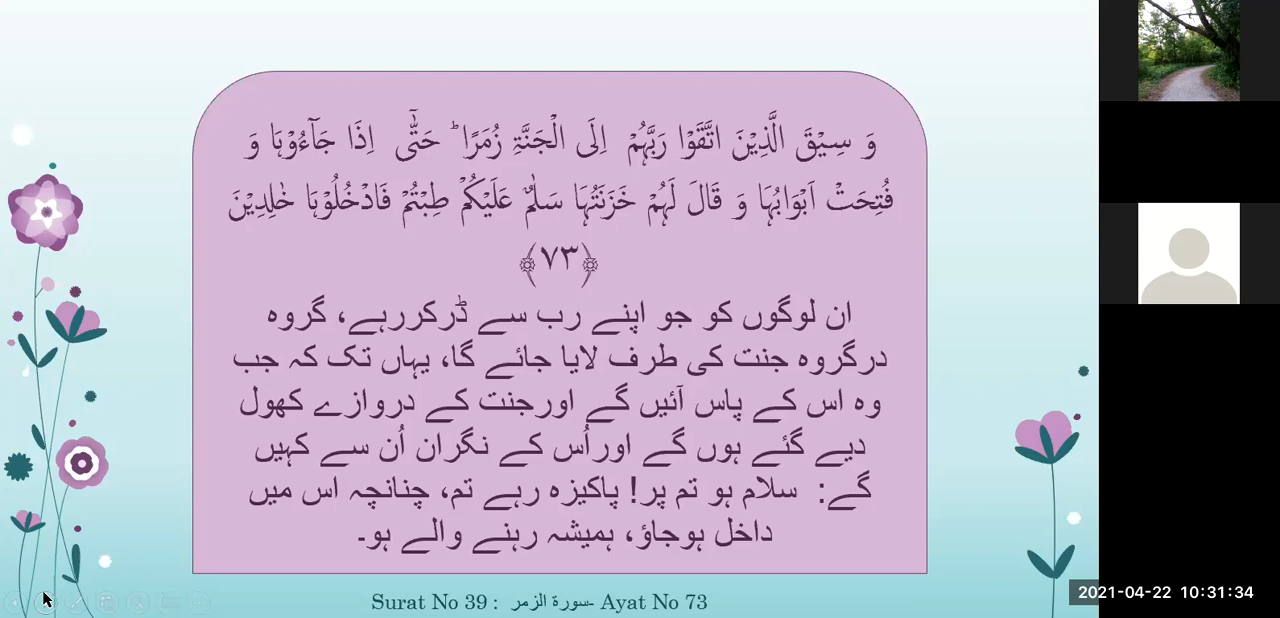 وَ سِیۡقَ الَّذِیۡنَ اتَّقَوۡا رَبَّہُمۡ  اِلَی الۡجَنَّۃِ زُمَرًا ؕ حَتّٰۤی  اِذَا جَآءُوۡہَا وَ
فُتِحَتۡ اَبۡوَابُہَا وَ قَالَ لَہُمۡ خَزَنَتُہَا سَلٰمٌ عَلَیۡکُمۡ طِبۡتُمۡ فَادۡخُلُوۡہَا خٰلِدِیۡنَ
﴿۷۳﴾
ان لوگوں کو جو اپنے رب سے ڈرکررہے، گروہ
درگروہ جنت کی طرف لایا جائے گا، یہاں تک کہ جب
وہ اس کے پاس آئیں گے اورجنت کے دروازے کھول
دیے گئے ہوں گے اوراُس کے نگران اُن سے کہیں
گے:  سلام ہو تم پر! پاکیزہ رہے تم، چنانچہ اس میں
داخل ہوجاؤ، ہمیشہ رہنے والے ہو۔
Surat No 39 : سورة الزمر - Ayat No 73
2021-04-22 10:31:34